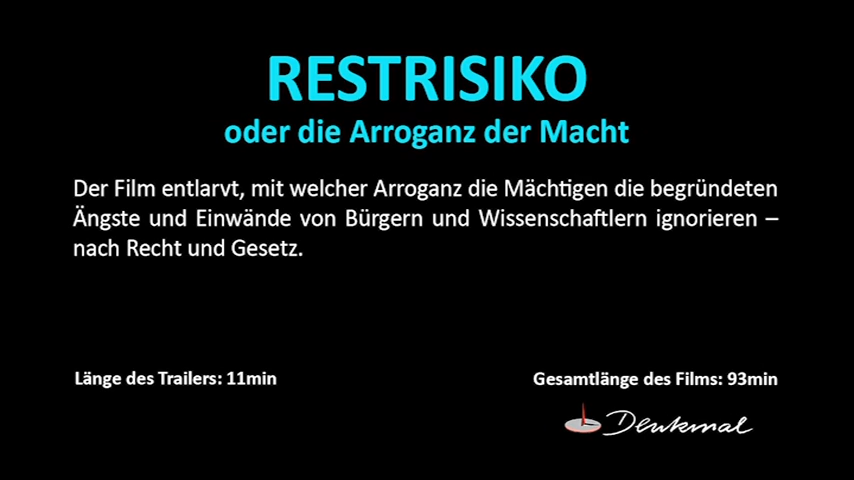 RESTRISIKO
oder die Arroganz der Macht
Der Film entlarvt, mit welcher Arroganz die Mächtigen die begründeten
Ängste und Einwände von Bürgern und Wissenschaftlern ignorieren –
nach Recht und Gesetz.
Länge des Trailers: 11min
Gesamtlänge des Films: 93min
Denkmal